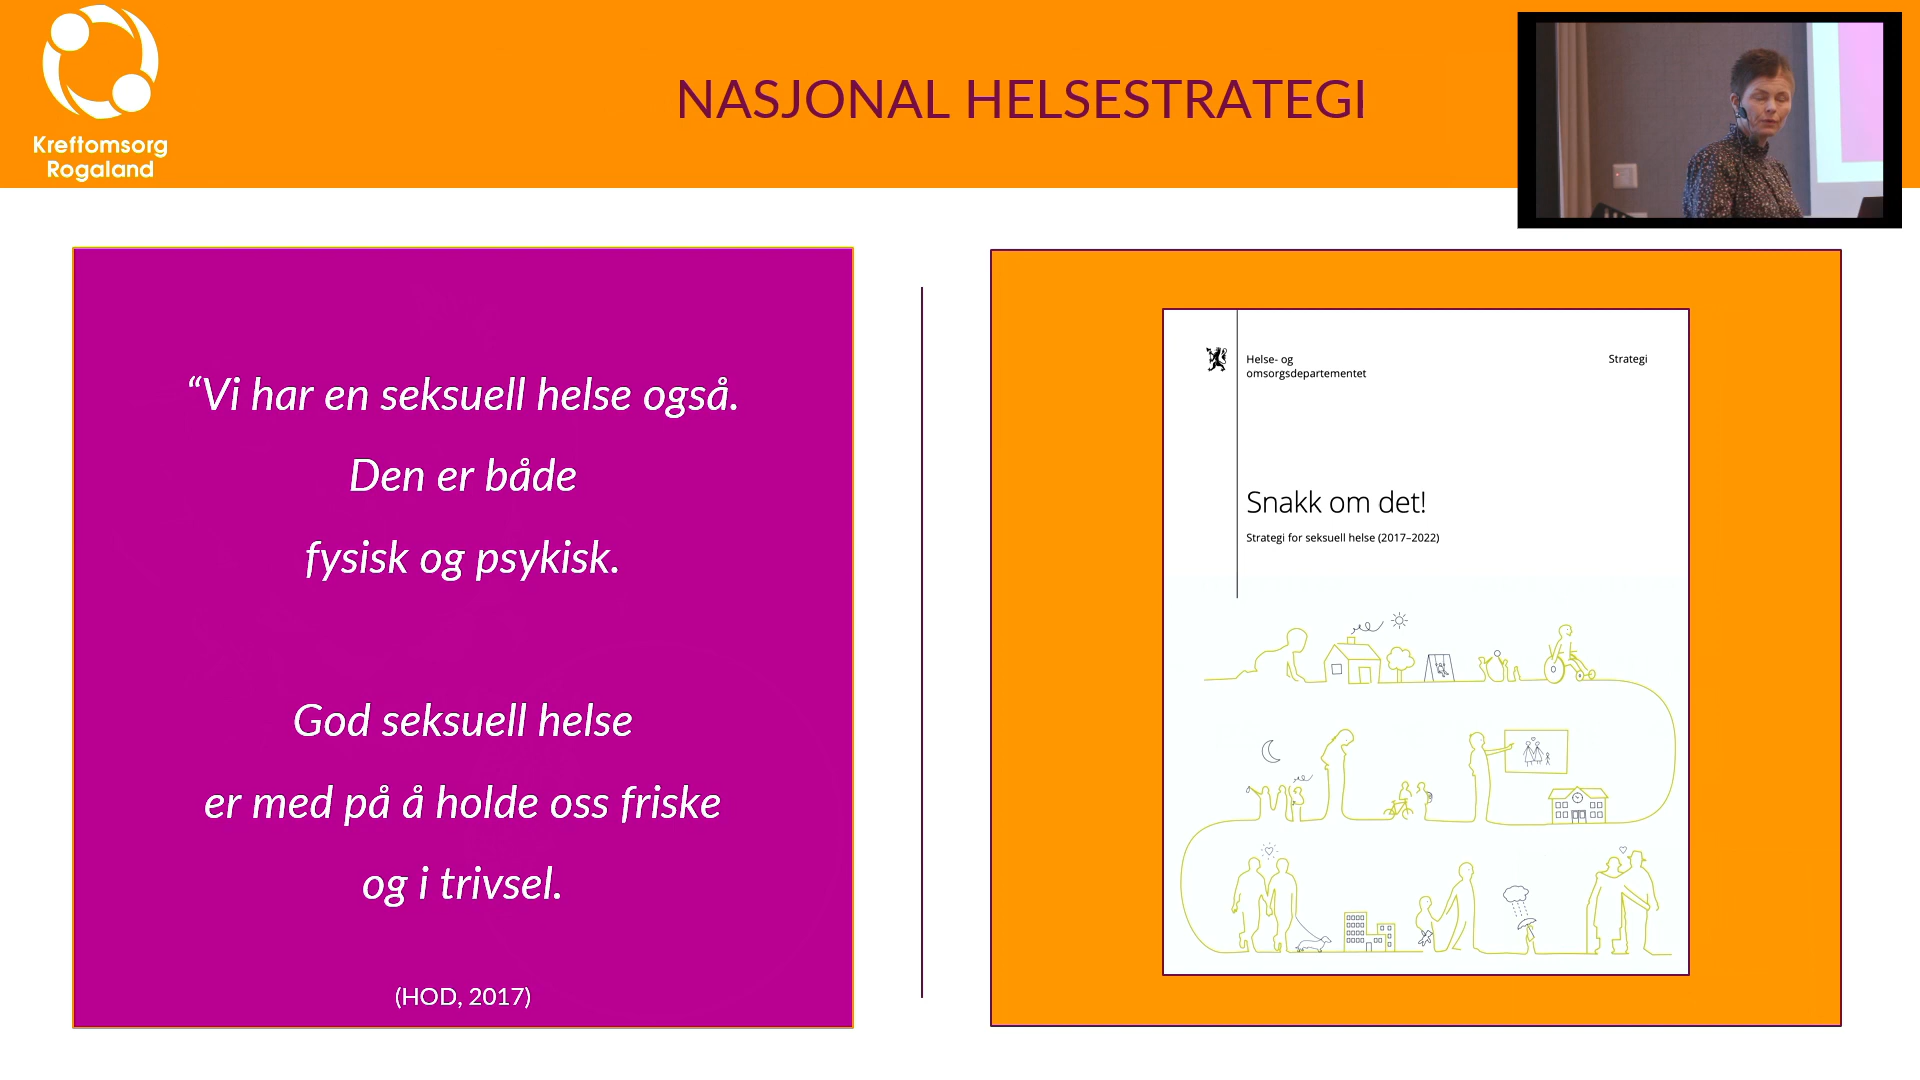 Kreftomsorg
Rogaland
NASJONAL HELSESTRATEGI
“Vi har en seksuell helse også.
Den er både
fysisk og psykisk.
God seksuell helse
er med på å holde oss friske
og i trivsel.
(HOD, 2017)
Helse- og
omsorgsdepartementet
Strategi
Snakk om det!
Strategi for seksuell helse (2017–2022)